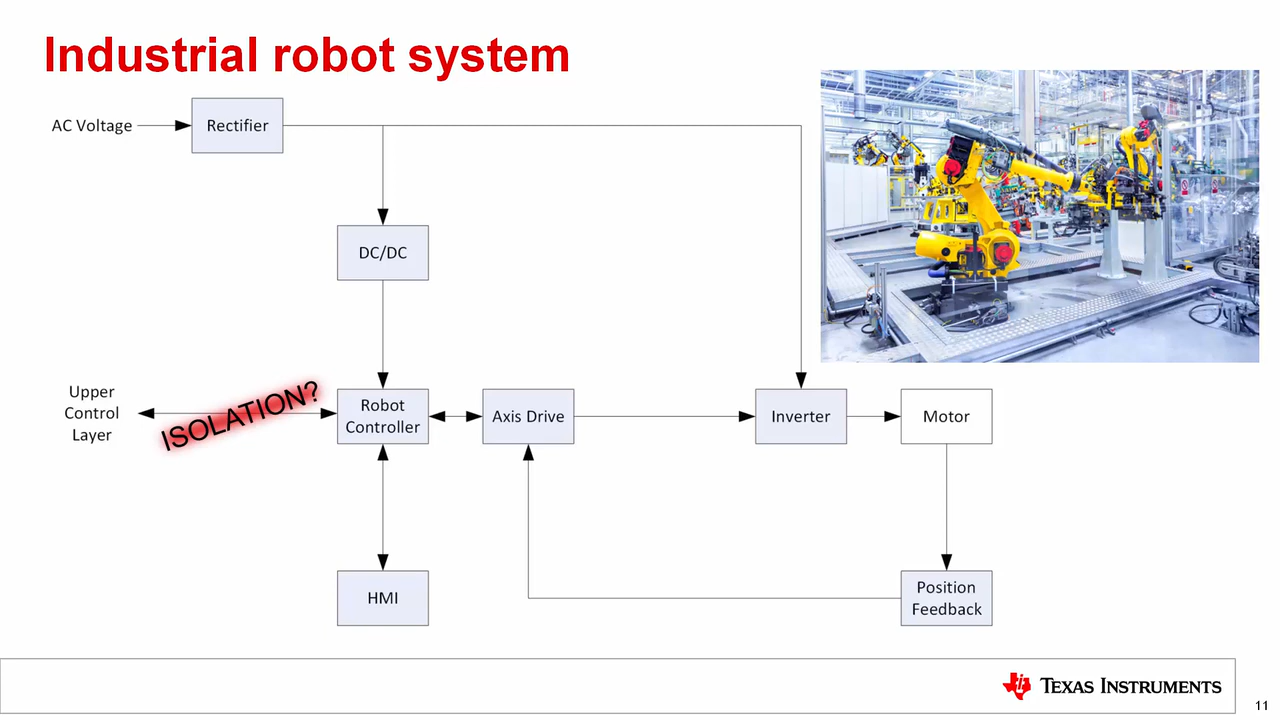 Industrial robot system
AC Voltage
Rectifier
DC/DC
Upper
Control
Layer
ISOLATION?
Robot
Controller
Axis Drive
Inverter
Motor
HMI
Position
Feedback
TEXAS INSTRUMENTS
11